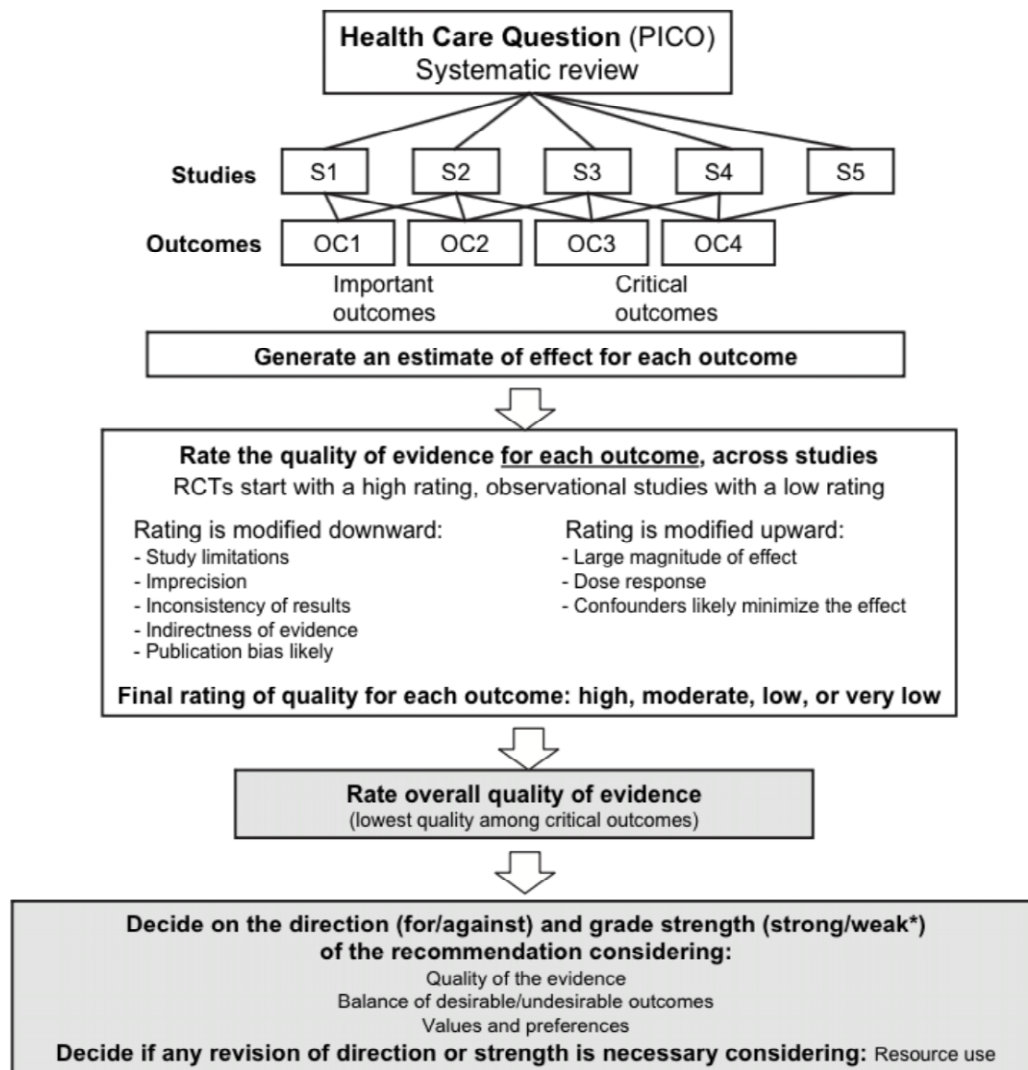 Health Care Question (PICO)
Systematic review
Studies
S1
S2
S3
S4
S5
Outcomes
OC1
OC2
OC3
OC4
Important
outcomes
Critical
outcomes
Generate an estimate of effect for each outcome
Rate the quality of evidence for each outcome, across studies
RCTs start with a high rating, observational studies with a low rating
Rating is modified downward:
- Study limitations
- Imprecision
- Inconsistency of results
- Indirectness of evidence
- Publication bias likely
Rating is modified upward:
- Large magnitude of effect
- Dose response
- Confounders likely minimize the effect
Final rating of quality for each outcome: high, moderate, low, or very low
Rate overall quality of evidence
(lowest quality among critical outcomes)
Decide on the direction (for/against) and grade strength (strong/weak*)
of the recommendation considering:
Quality of the evidence
Balance of desirable/undesirable outcomes
Values and preferences
Decide if any revision of direction or strength is necessary considering: Resource use